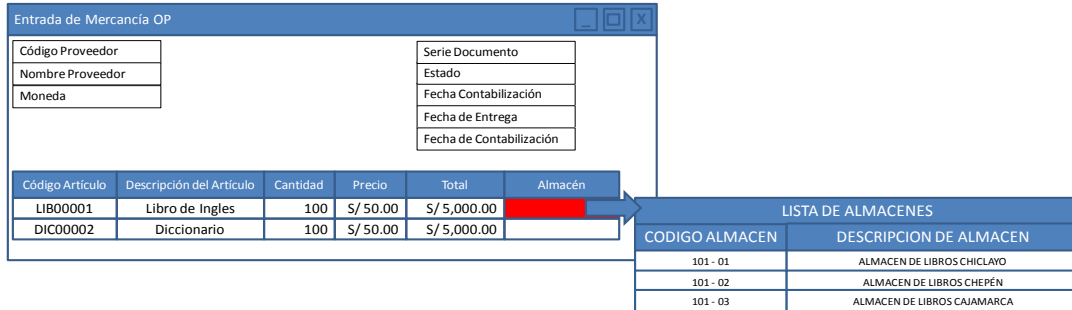 Entrada de Mercancía OP
_ X
Código Proveedor
Nombre Proveedor
Moneda
Serie Documento
Estado
Fecha Contabilización
Fecha de Entrega
Fecha de Contabilización
Código Artículo Descripción del Artículo Cantidad Precio Total Almacén
LIB00001 Libro de Ingles 100 S/ 50.00 S/ 5,000.00
DIC00002 Diccionario 100 S/ 50.00 S/ 5,000.00
LISTA DE ALMACENES
CODIGO ALMACEN DESCRIPCION DE ALMACEN
101 - 01 ALMACEN DE LIBROS CHICLAYO
101 - 02 ALMACEN DE LIBROS CHEPÉN
101 - 03 ALMACEN DE LIBROS CAJAMARCA